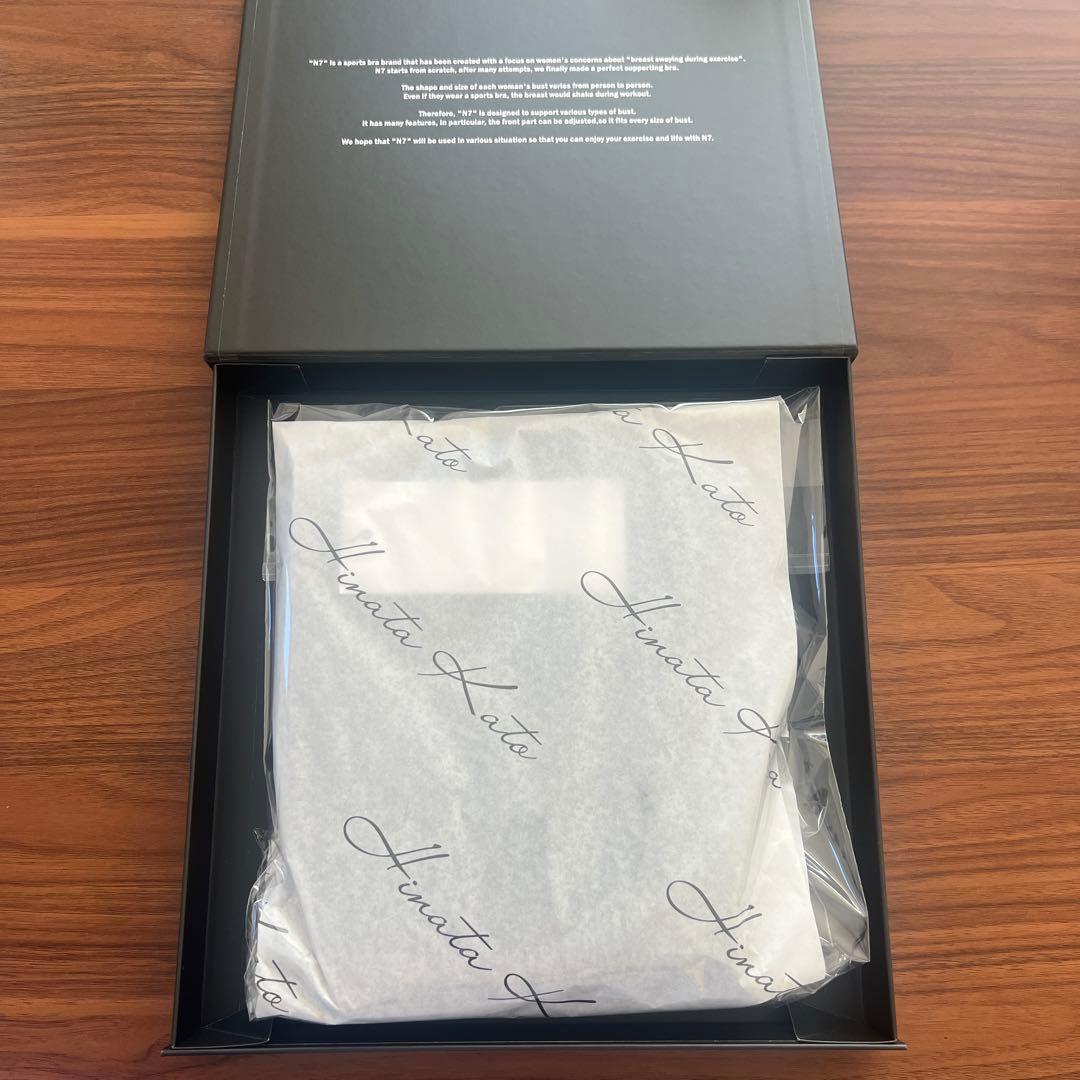 "N7" is a sports bra brand that has been created with a focus on women's concerns about "breast swaying during exercise".
N7 starts from scratch, after many attempts, we finally made a perfect supporting bra.
The shape and size of each woman's bust varies from person to person.
Even if they wear a sports bra, the breast would shake during workout.
Therefore, "N7" is designed to support various types of bust.
It has many features, in particular, the front part can be adjusted,so it fits every size of bust.
We hope that "N7" will be used in various situation so that you can enjoy your exercise and life with N7.
Kato
a Kato
Hinata Kato
Hinata Ka
Hinata K
Hinat
to